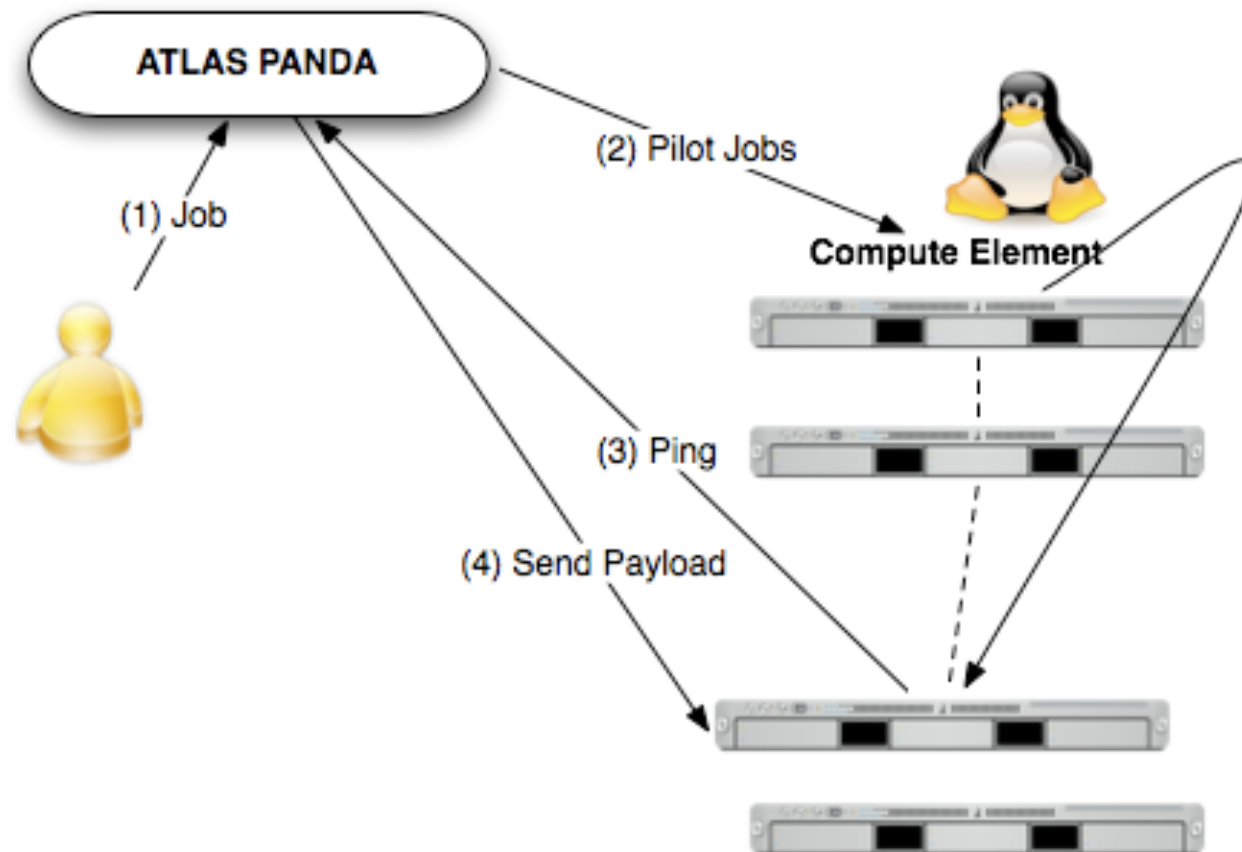 ATLAS PANDA
(2) Pilot Jobs
(1) Job
Compute Element
(3) Ping
(4) Send Payload